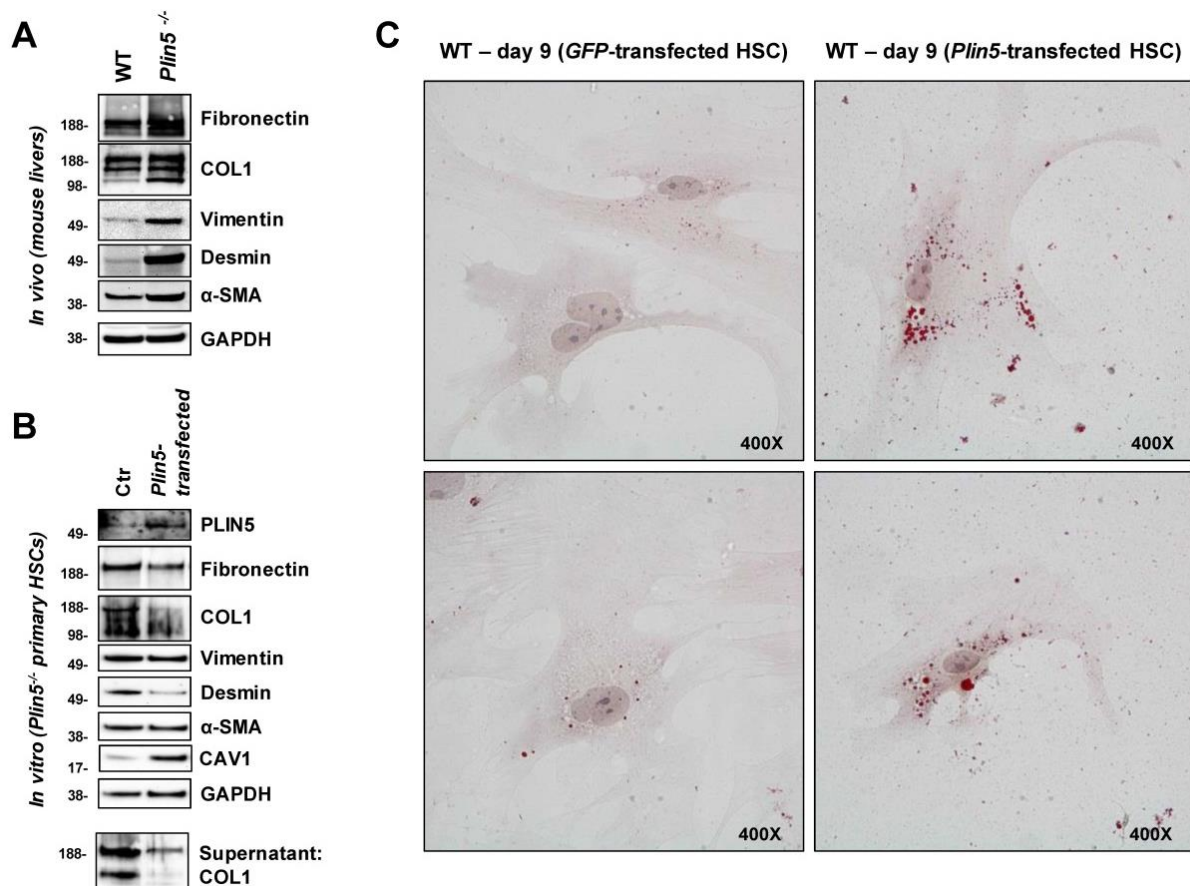 A
WT
Plin5 -/-
In vivo (mouse livers)
188-
Fibronectin
188-
COL1
98-
Vimentin
49-
Desmin
49-
α-SMA
38-
38-
GAPDH
B
Ctr
Plin5-
transfected
In vitro (Plin5-/- primary HSCs)
PLIN5
49-
Fibronectin
188-
188-
COL1
98-
Vimentin
49-
Desmin
49-
α-SMA
38-
CAV1
17-
38-
GAPDH
188-
Supernatant:
COL1
C
WT – day 9 (GFP-transfected HSC)
WT – day 9 (Plin5-transfected HSC)
400X
400X
400X
400X